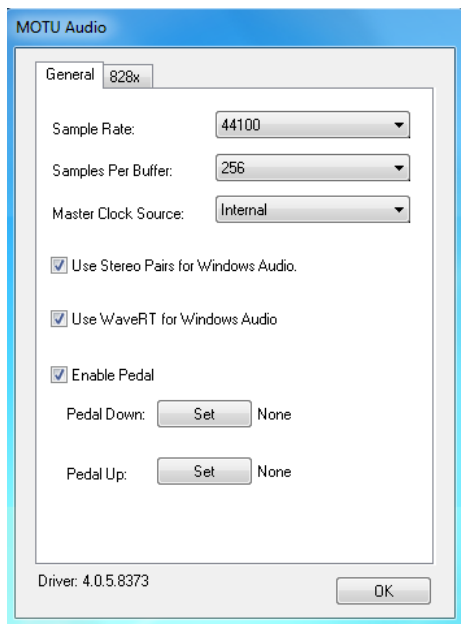 MOTU Audio
General 828x
Sample Rate: 44100
Samples Per Buffer: 256
Master Clock Source: Internal
Use Stereo Pairs for Windows Audio.
Use WaveRT for Windows Audio
Enable Pedal
Pedal Down: Set None
Pedal Up: Set None
Driver: 4.0.5.8373
OK